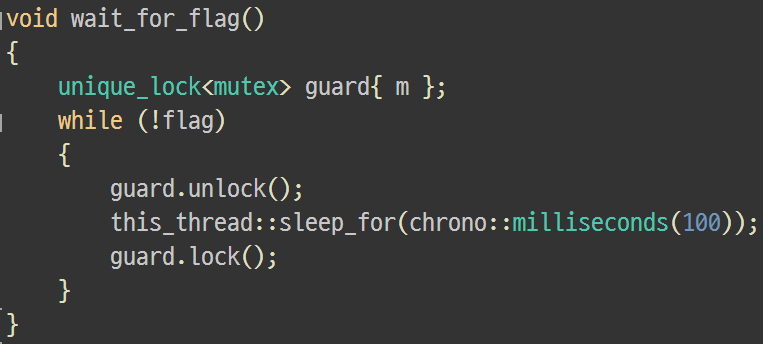 void wait_for_flag()
{
    unique_lock<mutex> guard{ m };
    while (!flag)
    {
        guard.unlock();
        this_thread::sleep_for(chrono::milliseconds(100));
        guard.lock();
    }
}